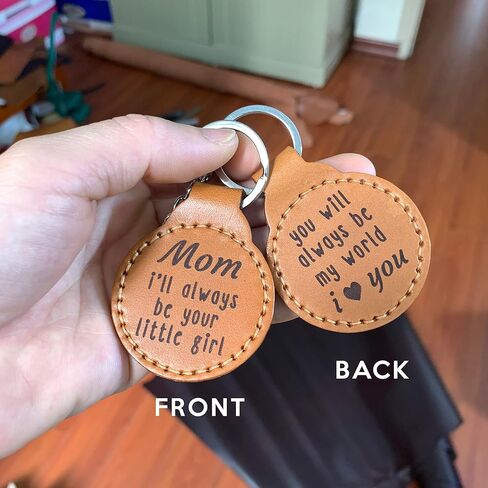 Mom
i'll always
be your
little girl
FRONT
you will
always be
my world
i ♥ you
BACK